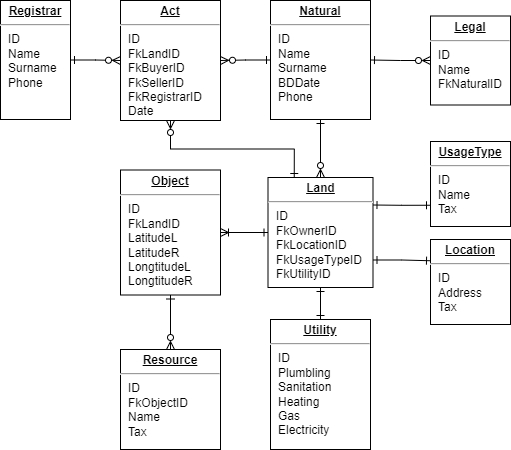 Registrar
ID
Name
Surname
Phone
Act
ID
FkLandID
FkBuyerID
FkSellerID
FkRegistrarID
Date
Natural
ID
Name
Surname
BDDate
Phone
Legal
ID
Name
FkNaturalID
UsageType
ID
Name
Tax
Object
ID
FkLandID
LatitudeL
LatitudeR
LongtitudeL
LongtitudeR
Land
ID
FkOwnerID
FkLocationID
FkUsageTypeID
FkUtilityID
Location
ID
Address
Tax
Resource
ID
FkObjectID
Name
Tax
Utility
ID
Plumbling
Sanitation
Heating
Gas
Electricity